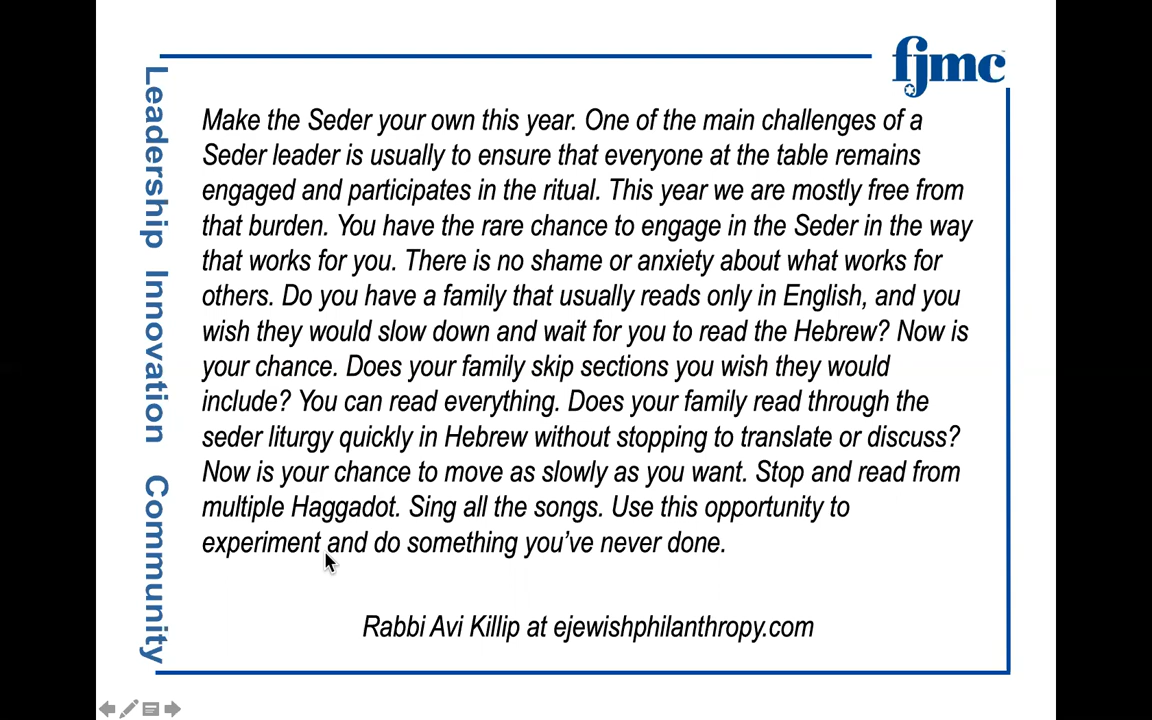 fjmc
Leadership Innovation Community
Make the Seder your own this year. One of the main challenges of a
Seder leader is usually to ensure that everyone at the table remains
engaged and participates in the ritual. This year we are mostly free from
that burden. You have the rare chance to engage in the Seder in the way
that works for you. There is no shame or anxiety about what works for
others. Do you have a family that usually reads only in English, and you
wish they would slow down and wait for you to read the Hebrew? Now is
your chance. Does your family skip sections you wish they would
include? You can read everything. Does your family read through the
seder liturgy quickly in Hebrew without stopping to translate or discuss?
Now is your chance to move as slowly as you want. Stop and read from
multiple Haggadot. Sing all the songs. Use this opportunity to
experiment and do something you’ve never done.
Rabbi Avi Killip at ejewishphilanthropy.com